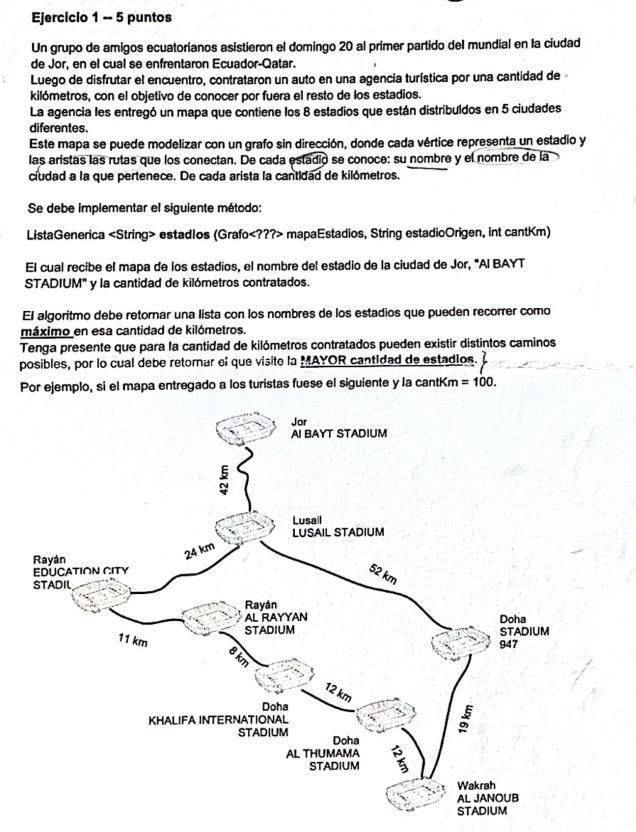 Ejercicio 1 -- 5 puntos
Un grupo de amigos ecuatorianos asistieron el domingo 20 al primer partido del mundial en la ciudad
de Jor, en el cual se enfrentaron Ecuador-Qatar.
Luego de disfrutar el encuentro, contrataron un auto en una agencia turística por una cantidad de
kilómetros, con el objetivo de conocer por fuera el resto de los estadios.
La agencia les entregó un mapa que contiene los 8 estadios que están distribuidos en 5 ciudades
diferentes.
Este mapa se puede modelizar con un grafo sin dirección, donde cada vértice representa un estadio y
las aristas las rutas que los conectan. De cada estadio se conoce: su nombre y el nombre de la
ciudad a la que pertenece. De cada arista la cantidad de kilómetros.
Se debe implementar el siguiente método:
ListaGenerica <String> estadios (Grafo<???> mapaEstadios, String estadioOrigen, int cantKm)
El cual recibe el mapa de los estadios, el nombre del estadio de la ciudad de Jor, "Al BAYT
STADIUM" y la cantidad de kilómetros contratados.
El algoritmo debe retornar una lista con los nombres de los estadios que pueden recorrer como
máximo en esa cantidad de kilómetros.
Tenga presente que para la cantidad de kilómetros contratados pueden existir distintos caminos
posibles, por lo cual debe retornar el que visite la MAYOR cantidad de estadios.
Por ejemplo, si el mapa entregado a los turistas fuese el siguiente y la cantKm = 100.
Jor
Al BAYT STADIUM
42 km
Lusail
LUSAIL STADIUM
24 km
52 km
Rayán
EDUCATION CITY
STADIU
Rayán
AL RAYYAN
STADIUM
Doha
STADIUM
947
11 km
8 km
12 km
Doha
KHALIFA INTERNATIONAL
STADIUM
19 km
Doha
AL THUMAMA
STADIUM
12 km
Wakrah
AL JANOUB
STADIUM